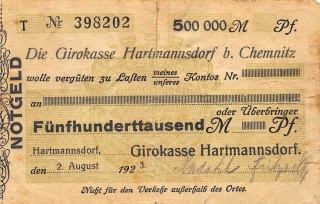 T № 398202 500 000 M Pf.
Die Girokasse Hartmannsdorf b. Chemnitz
wolle vergüten zu Lasten meines unseres Kontos Nr.
an
oder Überbringer
Fünfhunderttausend M Pf.
Hartmannsdorf, Girokasse Hartmannsdorf.
den 2. August 1923.
Nicht für den Verkehr außerhalb des Ortes.
NOTGELD